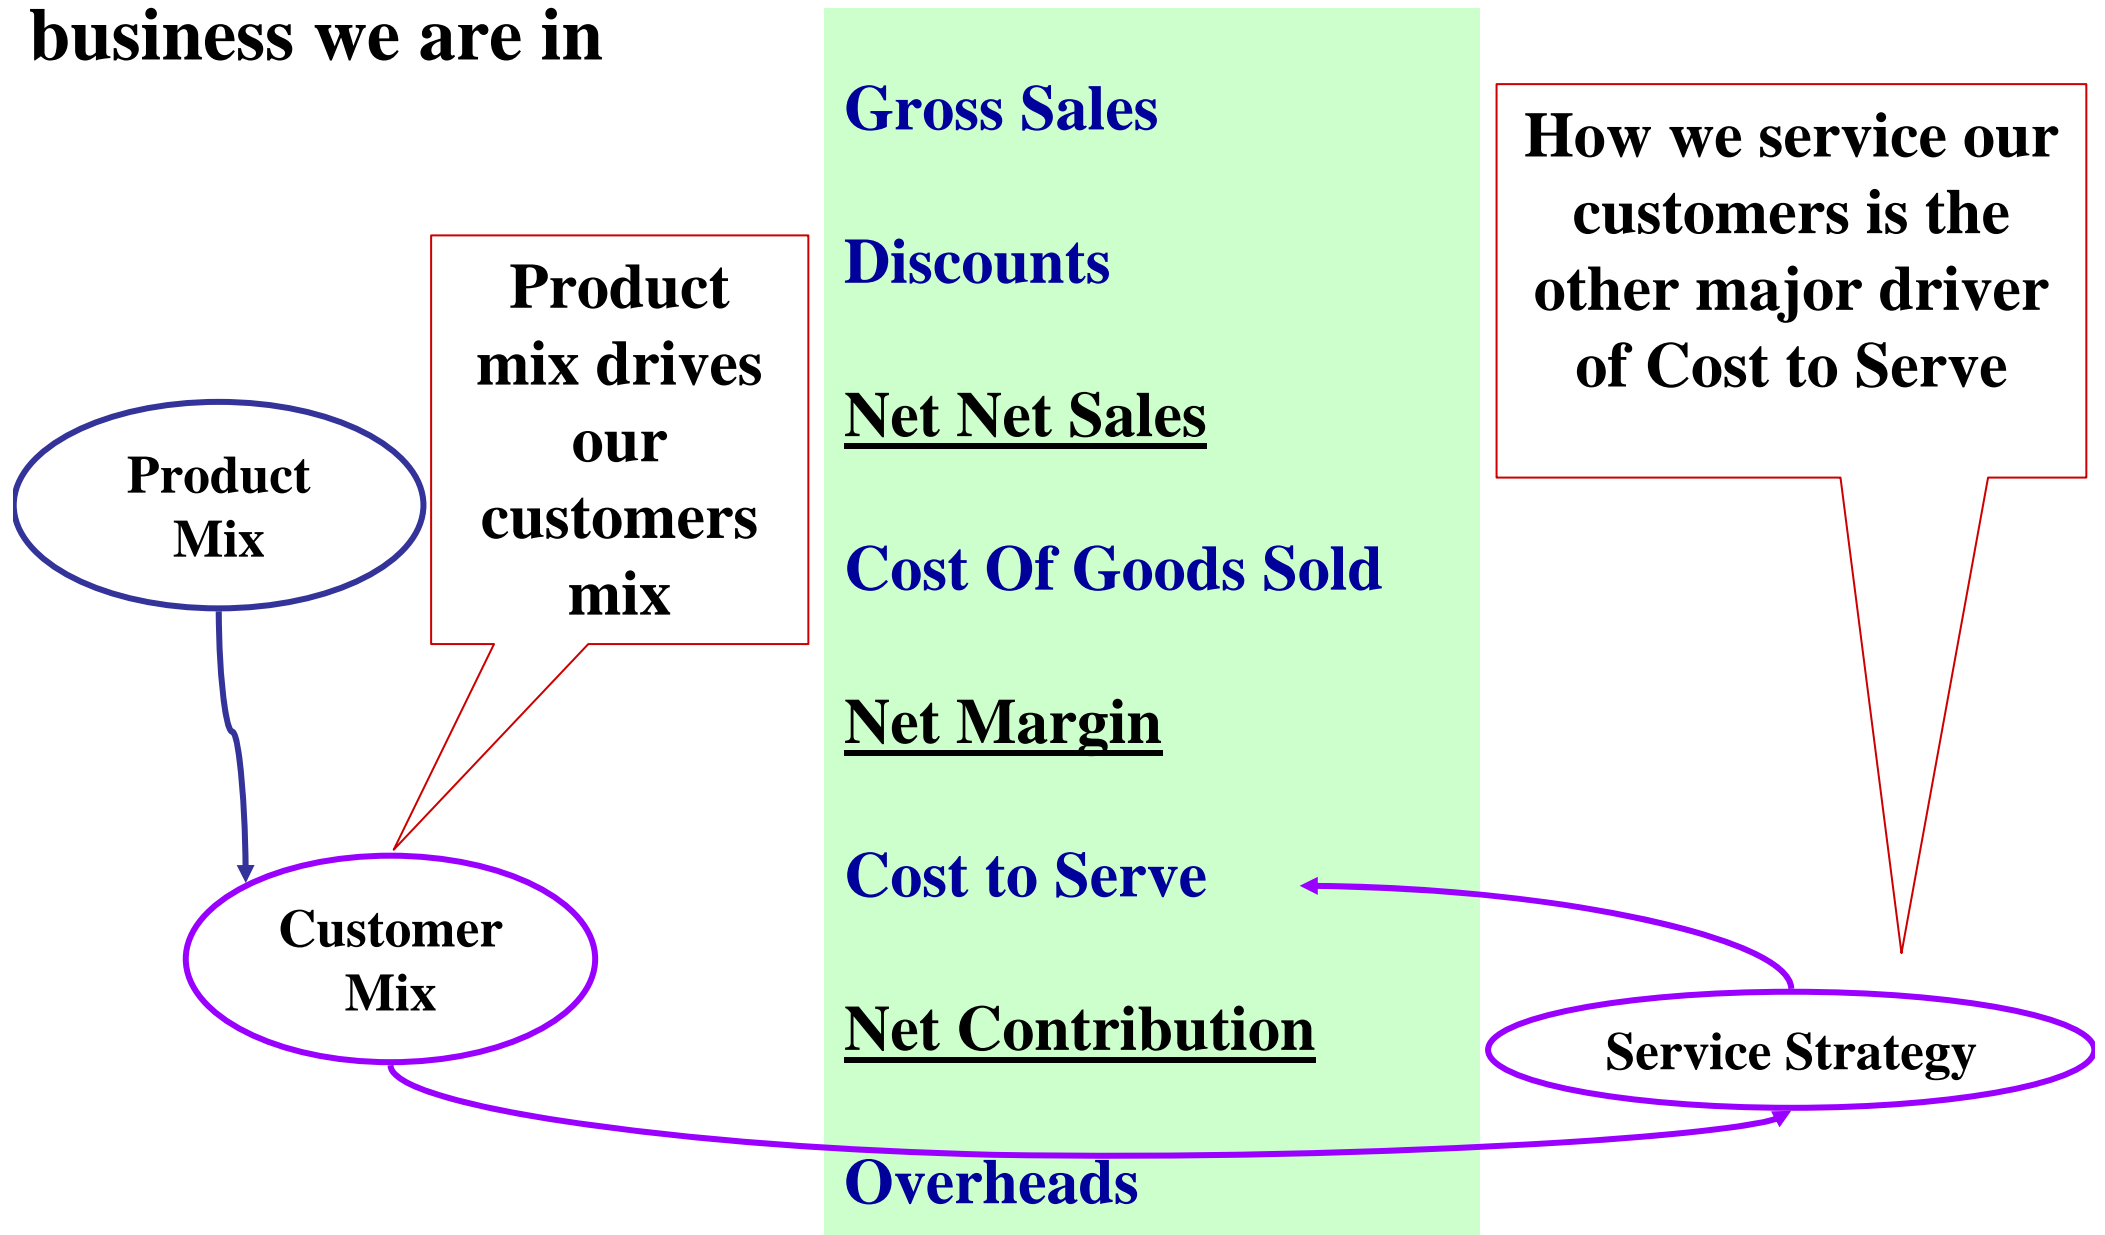 business we are in
Gross Sales
Discounts
Net Net Sales
Cost Of Goods Sold
Net Margin
Cost to Serve
Net Contribution
Overheads
Product
mix drives
our
customers
mix
How we service our
customers is the
other major driver
of Cost to Serve
Product
Mix
Customer
Mix
Service Strategy